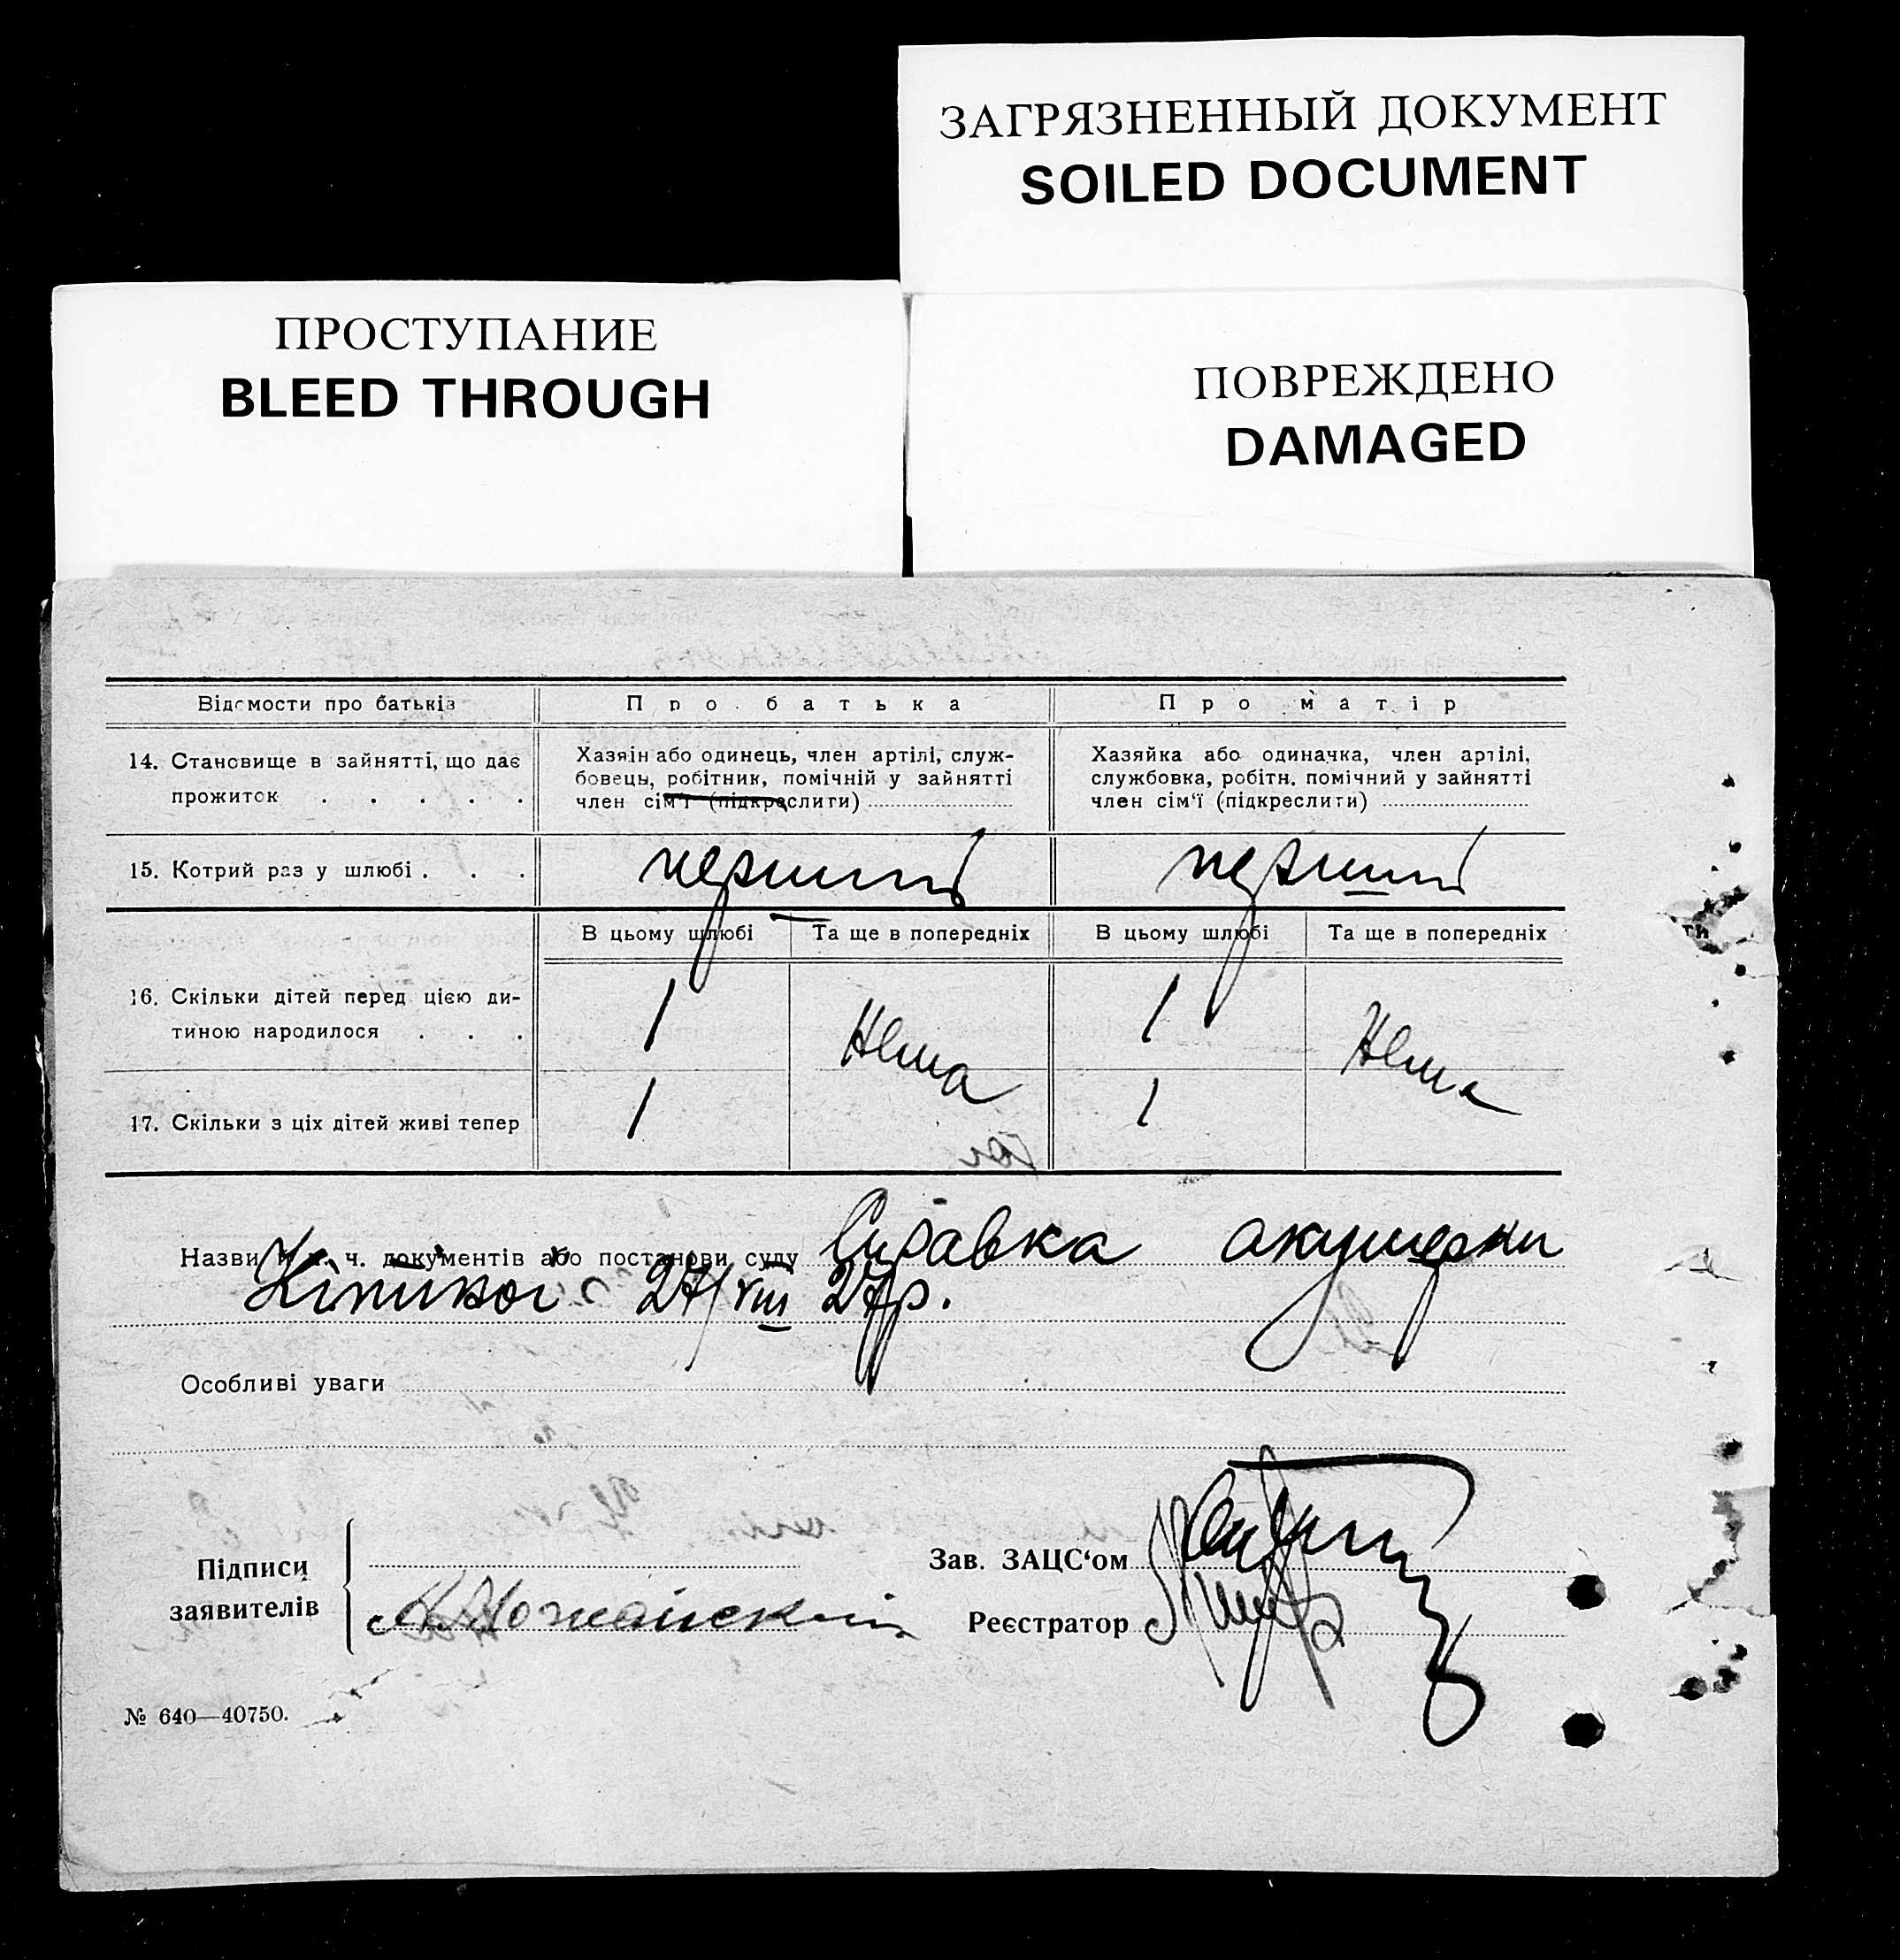 ЗАГРЯЗНЕННЫЙ ДОКУМЕНТ
SOILED DOCUMENT
ПРОСТУПАНИЕ
BLEED THROUGH
ПОВРЕЖДЕНО
DAMAGED
Відомости про батьків
Про батька
Про матір
14. Становище в зайнятті, що дає
прожиток . . . . .
Хазяїн або одинець, член артілі, служ-
бовець, робітник, помічній у зайнятті
член сім'ї (підкреслити)
Хазяйка або одиначка, член артілі,
службовка, робітн. помічний у зайнятті
член сім'ї (підкреслити)
15. Котрий раз у шлюбі . . .
перший
перший
В цьому шлюбі
Та ще в попередніх
В цьому шлюбі
Та ще в попередніх
16. Скільки дітей перед цією ди-
тиною народилося . . .
1
Нема
1
Нема
17. Скільки з ціх дітей живі тепер
1
1
Назви й ч. ч. документів або постанови суду Справка акушерки
27/VIII 27р.
Особливі уваги
Підписи
заявителів
Можайский
Зав. ЗАЦС'ом
Реєстратор
№ 640—40750.